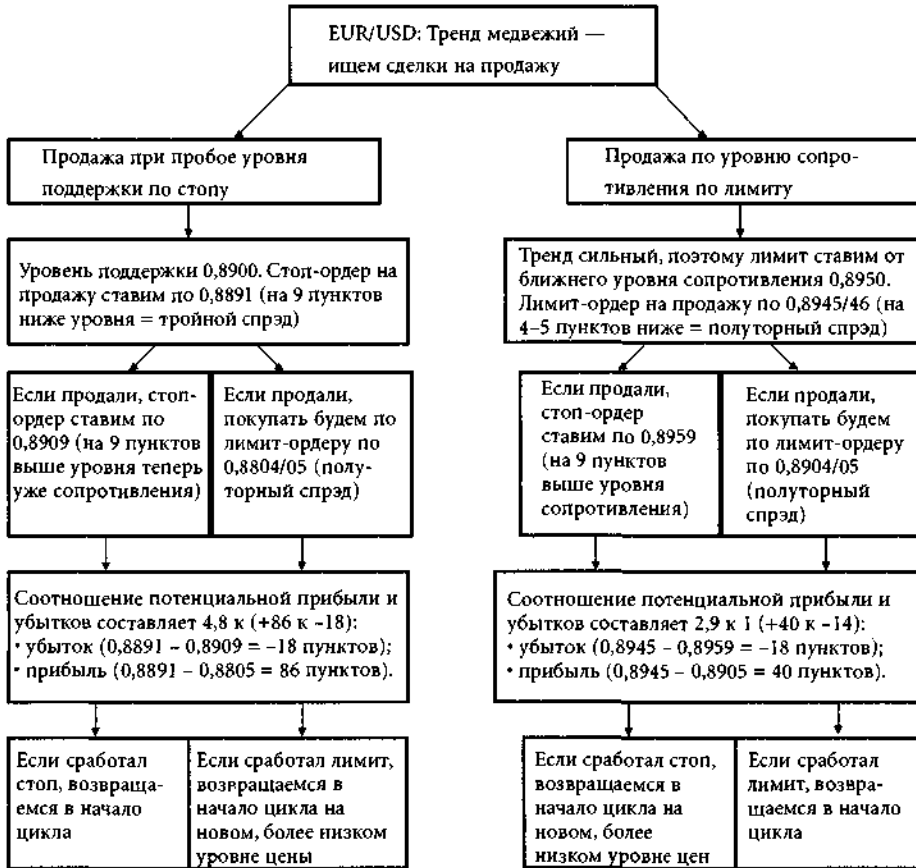 EUR/USD: Тренд медвежий —
ищем сделки на продажу
Продажа при пробое уровня
поддержки по стопу
Продажа по уровню сопро-
тивления по лимиту
Уровень поддержки 0,8900. Стоп-ордер на
продажу ставим по 0,8891 (на 9 пунктов
ниже уровня = тройной спрэд)
Тренд сильный, поэтому лимит ставим от
ближнего уровня сопротивления 0,8950.
Лимит-ордер на продажу по 0,8945/46 (на
4–5 пунктов ниже = полуторный спрэд)
Если продали, стоп-
ордер ставим по
0,8909 (на 9 пунктов
выше уровня теперь
уже сопротивления)
Если продали,
покупать будем по
лимит-ордеру по
0,8804/05 (полу-
торный спрэд)
Если продали,
стоп-ордер
ставим по 0,8959
(на 9 пунктов
выше уровня
сопротивления)
Если продали,
покупать будем
по лимит-ордеру
по 0,8904/05
(полуторный
спрэд)
Соотношение потенциальной прибыли и
убытков составляет 4,8 к (+86 к -18):
• убыток (0,8891 – 0,8909 = –18 пунктов);
• прибыль (0,8891 – 0,8805 = 86 пунктов).
Соотношение потенциальной прибыли и
убытков составляет 2,9 к 1 (+40 к -14):
• убыток (0,8945 – 0,8959 = –18 пунктов);
• прибыль (0,8945 – 0,8905 = 40 пунктов).
Если сработал
стоп, возвраща-
емся в начало
цикла
Если сработал лимит,
возвращаемся в
начало цикла на
новом, более низком
уровне цены
Если сработал стоп,
возвращаемся в
начало цикла на
новом, более
низком уровне цен
Если сработал
лимит, возвра-
щаемся в начало
цикла